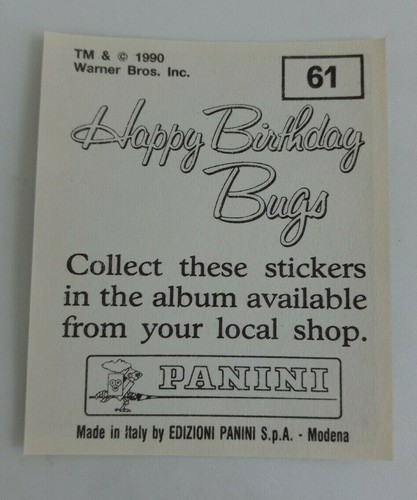 TM & © 1990
Warner Bros. Inc.
61
Happy Birthday
Bugs
Collect these stickers
in the album available
from your local shop.
PANINI
Made in Italy by EDIZIONI PANINI S.p.A. - Modena